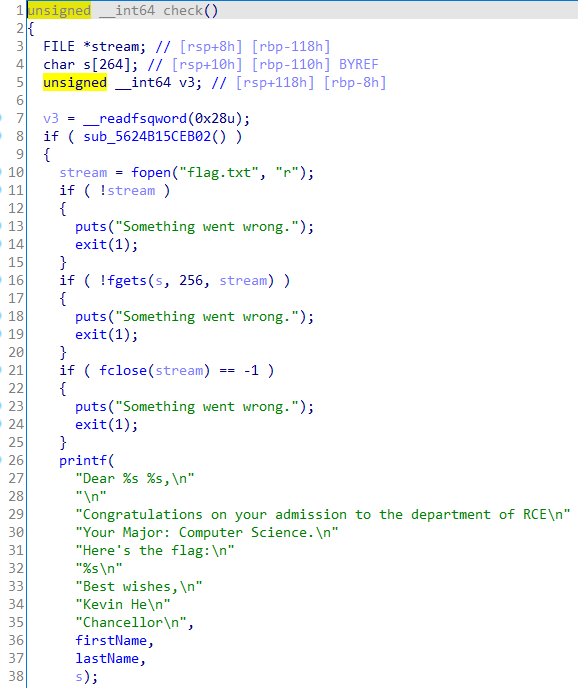 1 unsigned __int64 check()
2 {
3 FILE *stream; // [rsp+8h] [rbp-118h]
4 char s[264]; // [rsp+10h] [rbp-110h] BYREF
5 unsigned __int64 v3; // [rsp+118h] [rbp-8h]
6
7 v3 = __readfsqword(0x28u);
8 if ( sub_5624B15CEB02() )
9 {
10 stream = fopen("flag.txt", "r");
11 if ( !stream )
12 {
13 puts("Something went wrong.");
14 exit(1);
15 }
16 if ( !fgets(s, 256, stream) )
17 {
18 puts("Something went wrong.");
19 exit(1);
20 }
21 if ( fclose(stream) == -1 )
22 {
23 puts("Something went wrong.");
24 exit(1);
25 }
26 printf(
27 "Dear %s %s,\n"
28 "\n"
29 "Congratulations on your admission to the department of RCE\n"
30 "Your Major: Computer Science.\n"
31 "Here's the flag:\n"
32 "%s\n"
33 "Best wishes,\n"
34 "Kevin He\n"
35 "Chancellor\n",
36 firstName,
37 lastName,
38 s);